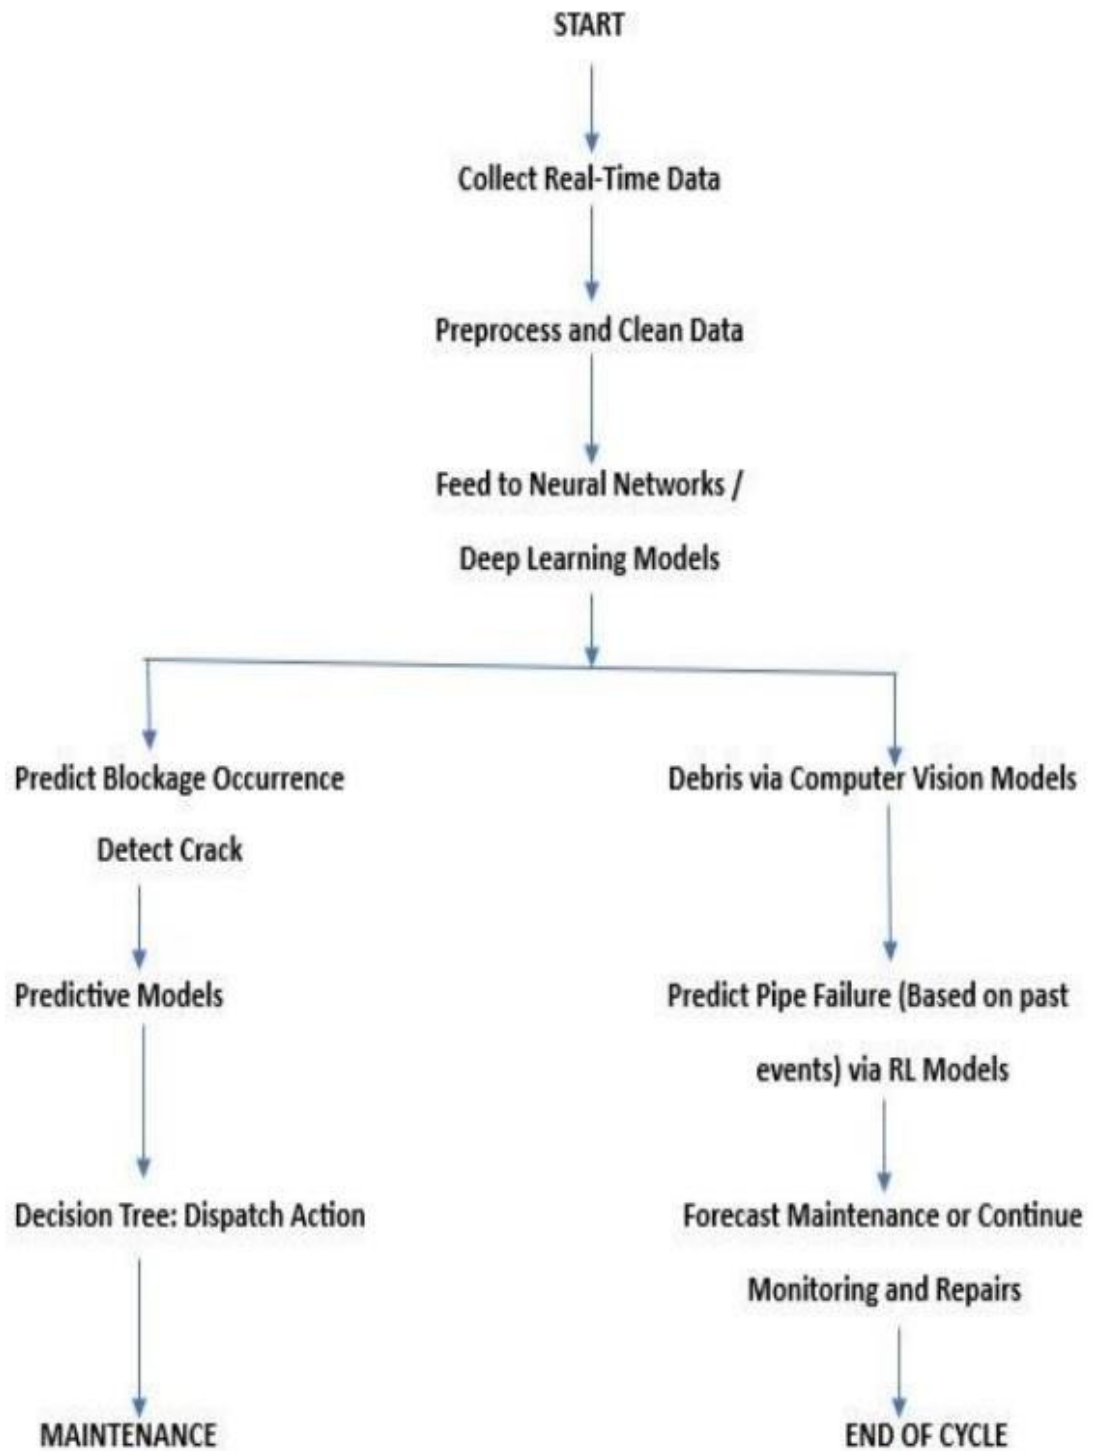 START
Collect Real-Time Data
Preprocess and Clean Data
Feed to Neural Networks /
Deep Learning Models
Predict Blockage Occurrence
Detect Crack
Predictive Models
Decision Tree: Dispatch Action
MAINTENANCE
Debris via Computer Vision Models
Predict Pipe Failure (Based on past
events) via RL Models
Forecast Maintenance or Continue
Monitoring and Repairs
END OF CYCLE